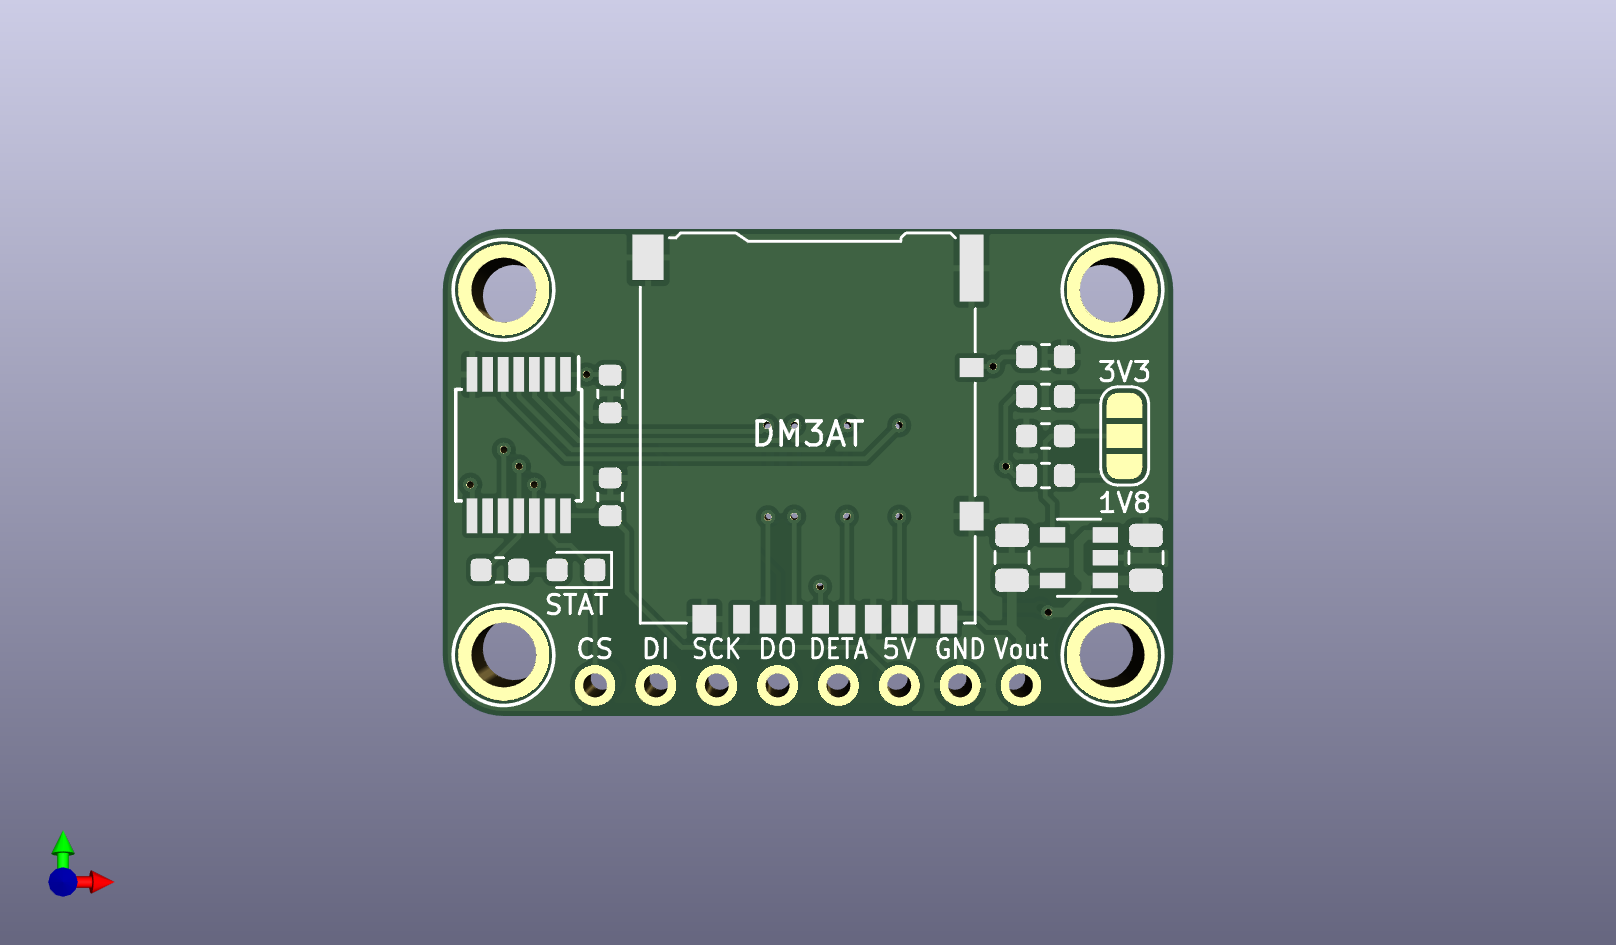 3V3
DM3AT
1V8
STAT
CS DI SCK DO DETA 5V GND Vout